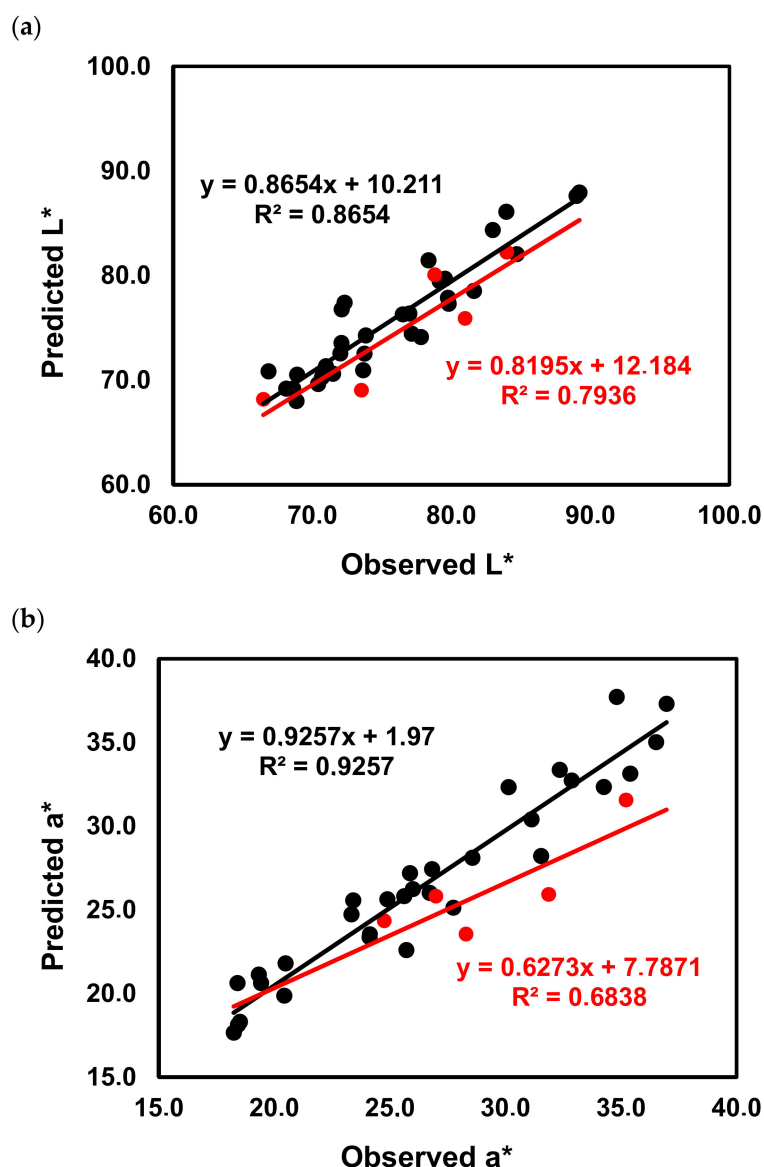 (a)
100.0
90.0
80.0
70.0
60.0
Predicted L*
y = 0.8654x + 10.211
R² = 0.8654
y = 0.8195x + 12.184
R² = 0.7936
60.0 70.0 80.0 90.0 100.0
Observed L*
(b)
40.0
35.0
30.0
25.0
20.0
15.0
Predicted a*
y = 0.9257x + 1.97
R² = 0.9257
y = 0.6273x + 7.7871
R² = 0.6838
15.0 20.0 25.0 30.0 35.0 40.0
Observed a*